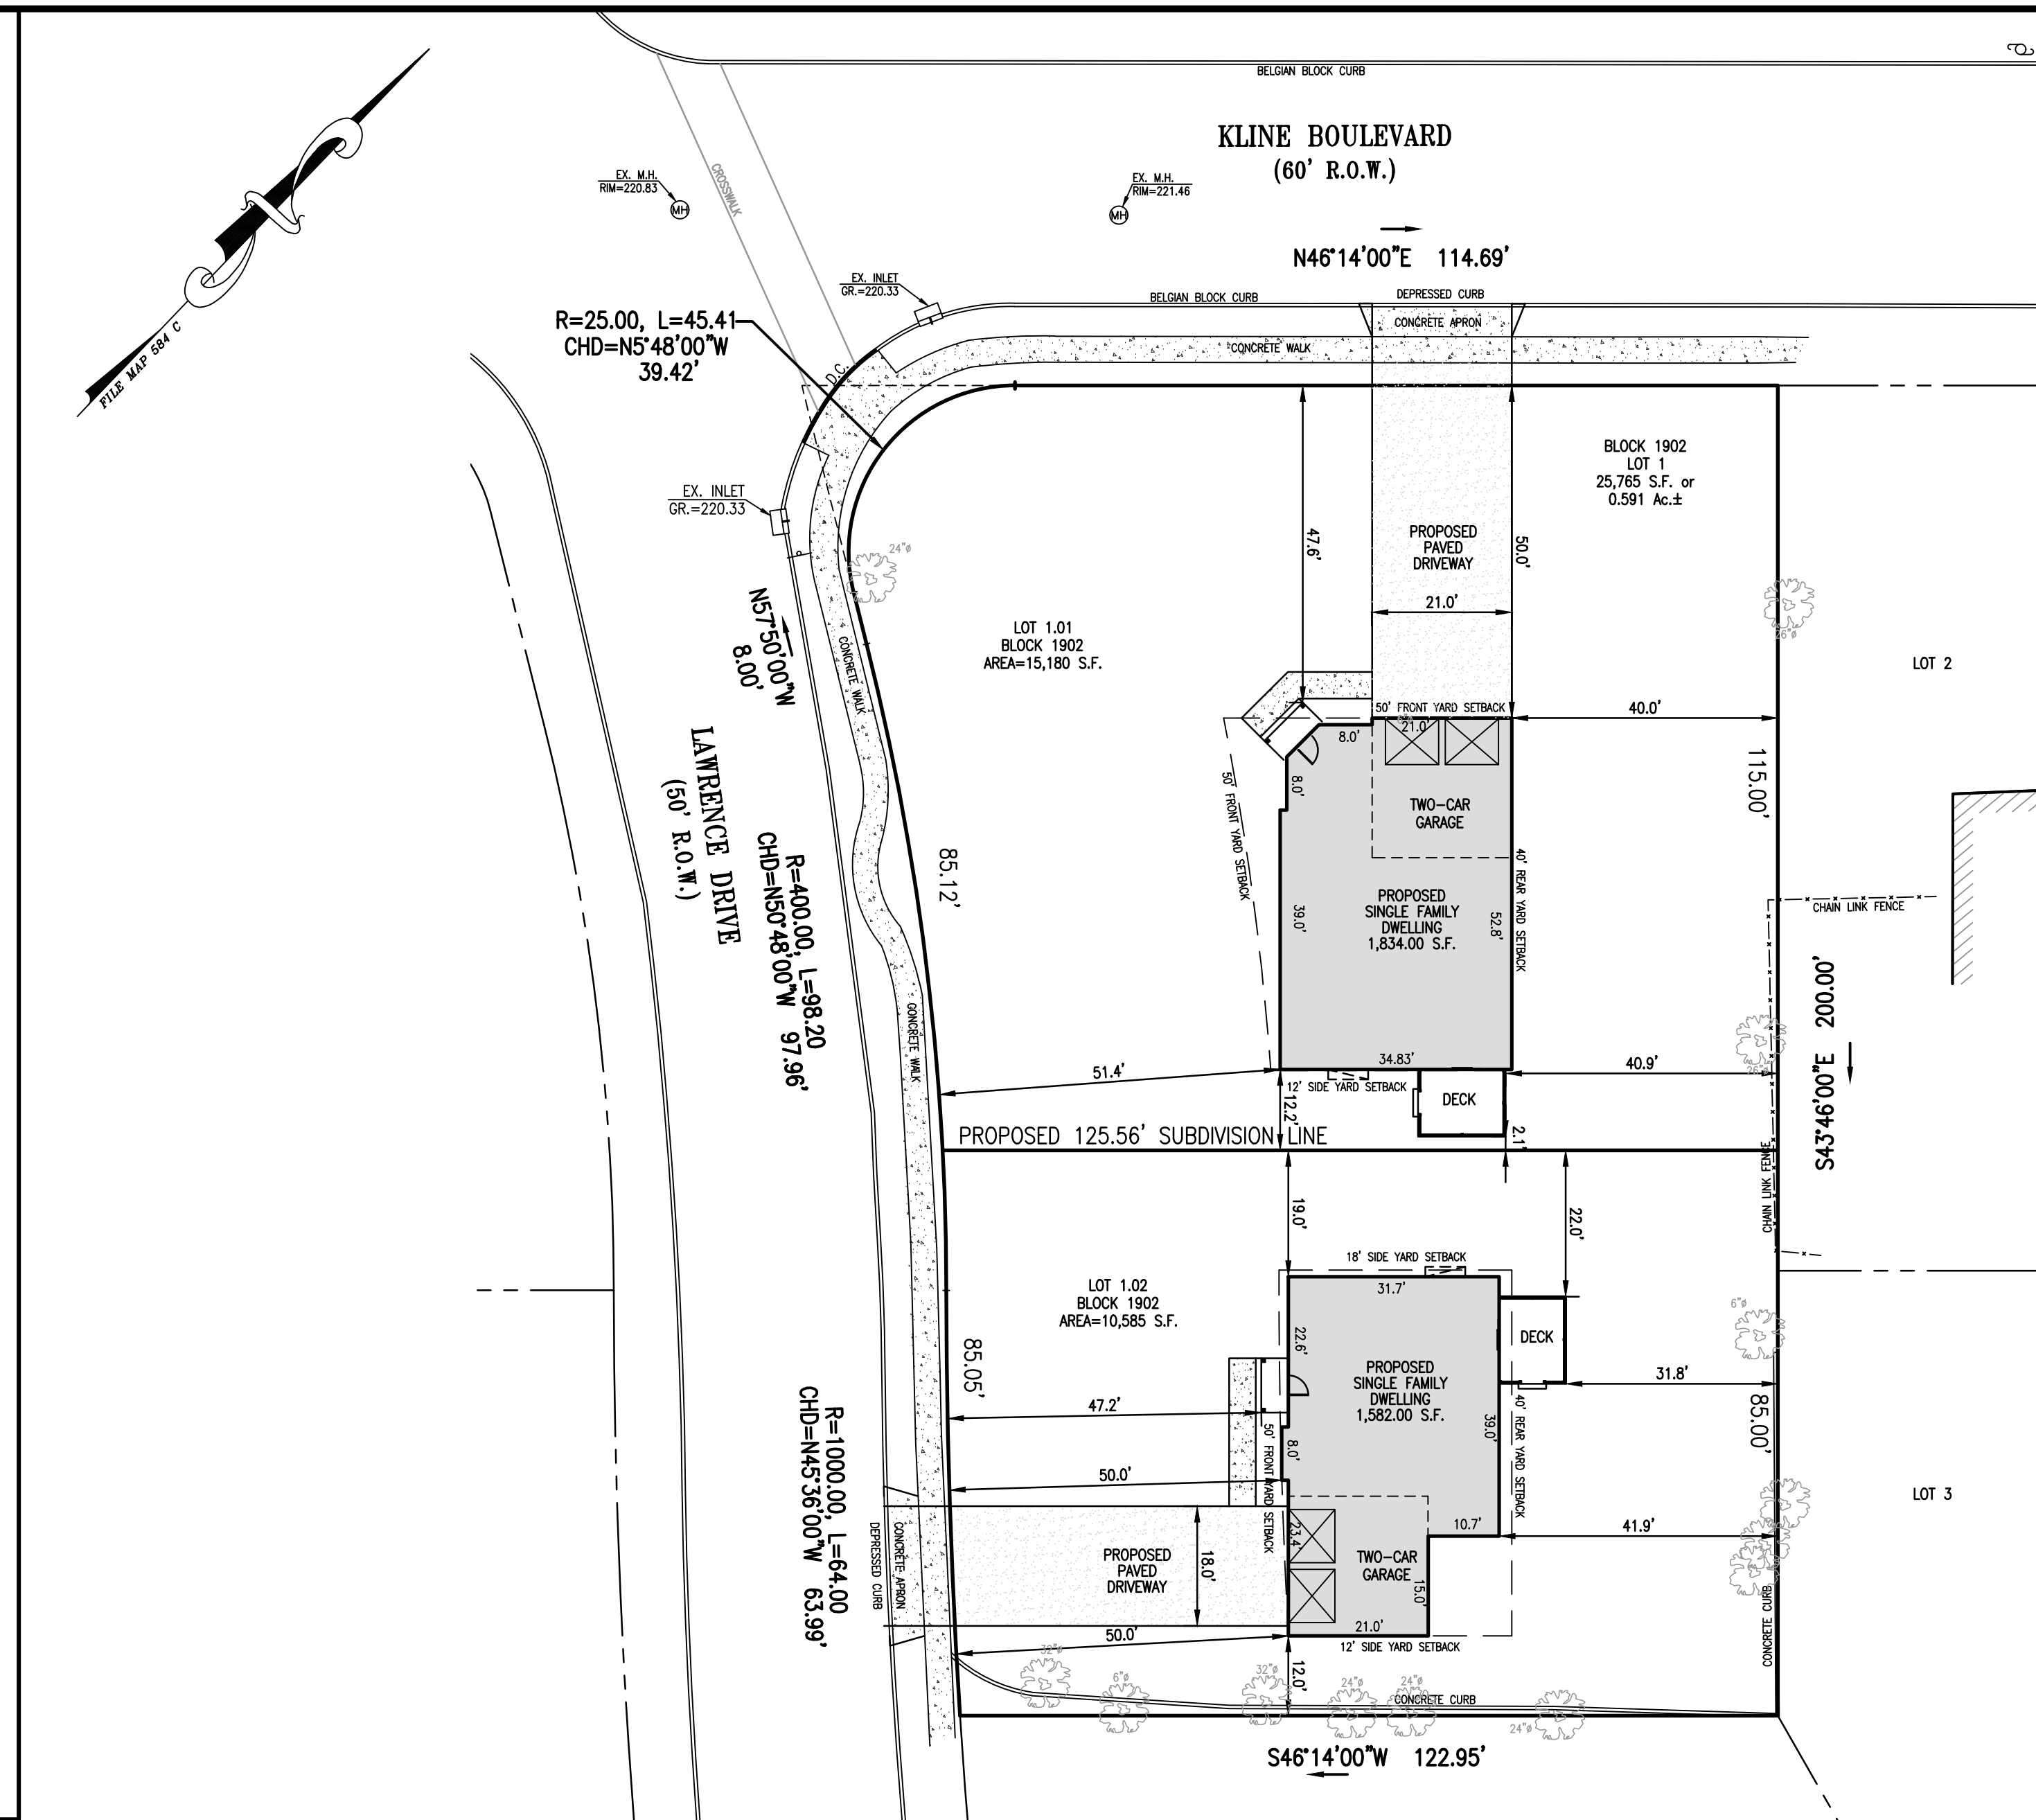 BELGIAN BLOCK CURB
KLINE BOULEVARD
(60' R.O.W.)
EX. M.H.
RIM=220.83
MH
CROSSWALK
EX. M.H.
RIM=221.46
MH
N46°14'00"E 114.69'
FILE MAP 584 C
EX. INLET
GR.=220.33
BELGIAN BLOCK CURB
DEPRESSED CURB
CONCRETE APRON
CONCRETE WALK
R=25.00, L=45.41
CHD=N5°48'00"W
39.42'
D.C.
EX. INLET
GR.=220.33
24"ø
BLOCK 1902
LOT 1
25,765 S.F. or
0.591 Ac.±
47.6'
PROPOSED
PAVED
DRIVEWAY
50.0'
21.0'
26"ø
N57°50'00"W
8.00'
CONCRETE WALK
LOT 1.01
BLOCK 1902
AREA=15,180 S.F.
LOT 2
50' FRONT YARD SETBACK
40.0'
21.0'
8.0'
8.0'
50' FRONT YARD SETBACK
115.00'
LAWRENCE DRIVE
(50' R.O.W.)
TWO-CAR
GARAGE
85.12'
R=400.00, L=98.20
CHD=N50°48'00"W 97.96'
PROPOSED
SINGLE FAMILY
DWELLING
1,834.00 S.F.
39.0'
52.8'
40' REAR YARD SETBACK
CHAIN LINK FENCE
CONCRETE WALK
S43°46'00"E 200.00'
26"ø
34.83'
51.4'
12' SIDE YARD SETBACK
40.9'
DECK
12.2'
2.1'
PROPOSED 125.56' SUBDIVISION LINE
CHAIN LINK FENCE
19.0'
22.0'
18' SIDE YARD SETBACK
LOT 1.02
BLOCK 1902
AREA=10,585 S.F.
31.7'
6"ø
DECK
22.6'
85.05'
PROPOSED
SINGLE FAMILY
DWELLING
1,582.00 S.F.
31.8'
47.2'
85.00'
39.0'
40' REAR YARD SETBACK
50' FRONT YARD SETBACK
8.0'
50.0'
R=1000.00, L=64.00
CHD=N45°36'00"W 63.99'
LOT 3
10.7'
41.9'
23.4'
DEPRESSED CURB
CONCRETE APRON
PROPOSED
PAVED
DRIVEWAY
18.0'
TWO-CAR
GARAGE
15.0'
21.0'
CONCRETE CURB
50.0'
12' SIDE YARD SETBACK
12.0'
32"ø
6"ø
32"ø
24"ø
24"ø
CONCRETE CURB
24"ø
S46°14'00"W 122.95'